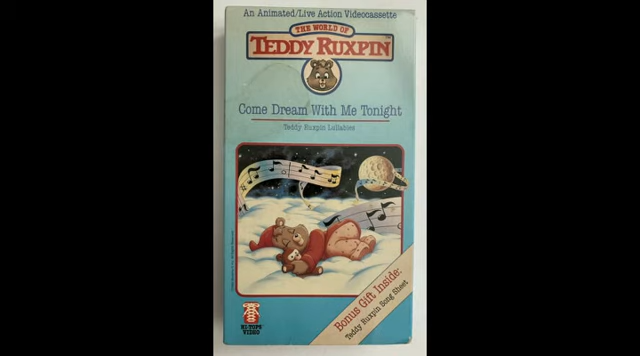 An Animated/Live Action Videocassette
THE WORLD OF
TEDDY RUXPIN™
Come Dream With Me Tonight
Teddy Ruxpin Lullabies
Bonus Gift Inside:
Teddy Ruxpin Song Sheet
HI-TOPS
VIDEO